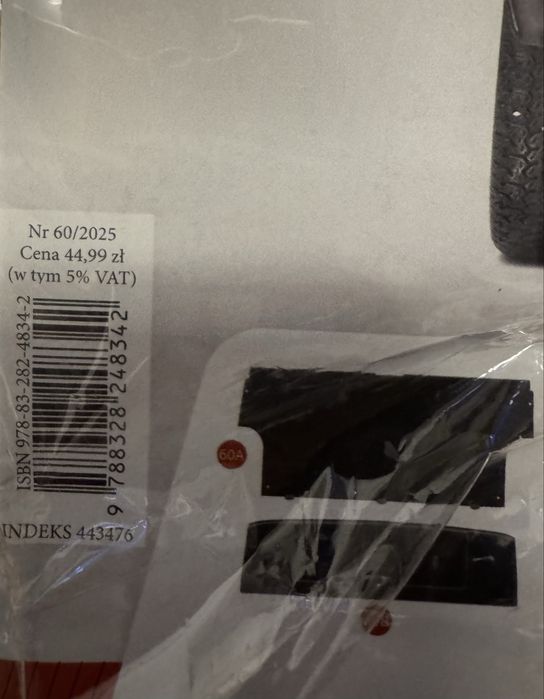 Nr 60/2025
Cena 44,99 zł
(w tym 5% VAT)
ISBN 978-83-282-4834-2
9 788328 248342
INDEKS 443476
60A